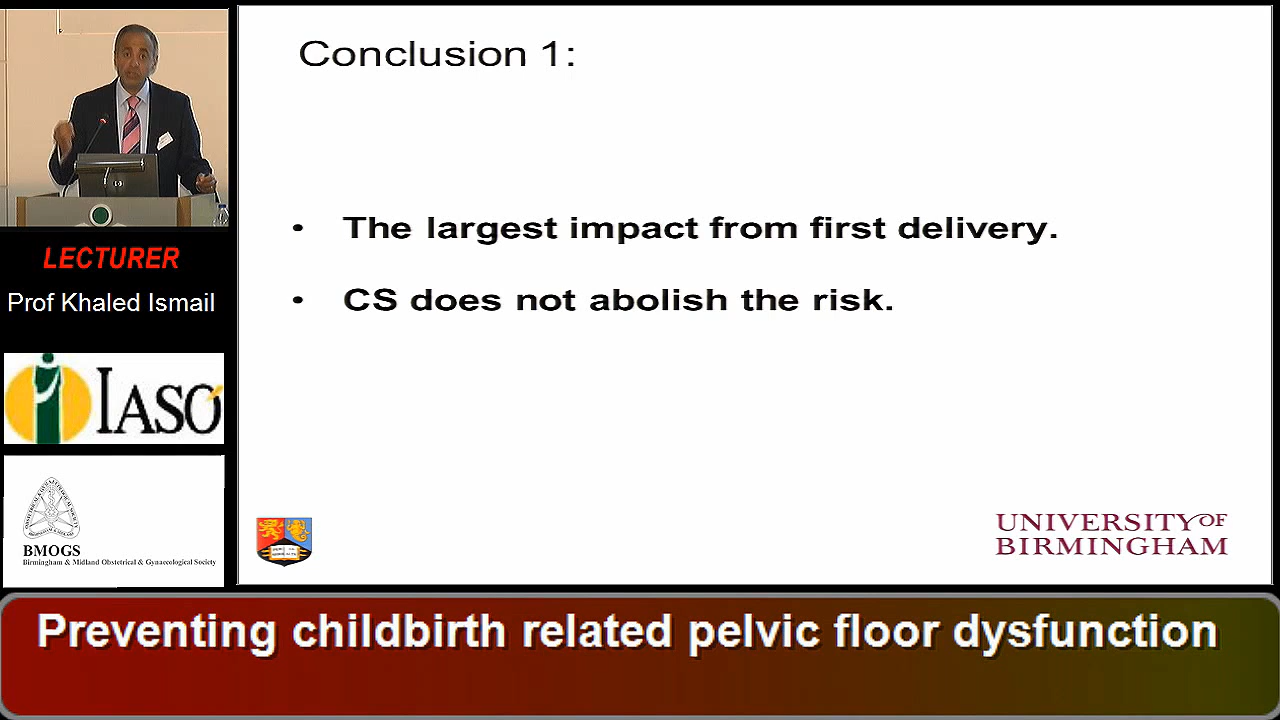 Conclusion 1:
• The largest impact from first delivery.
• CS does not abolish the risk.
LECTURER
Prof Khaled Ismail
IASO
BMOGS
Birmingham & Midland Obstetrical & Gynaecological Society
UNIVERSITY OF
BIRMINGHAM
Preventing childbirth related pelvic floor dysfunction